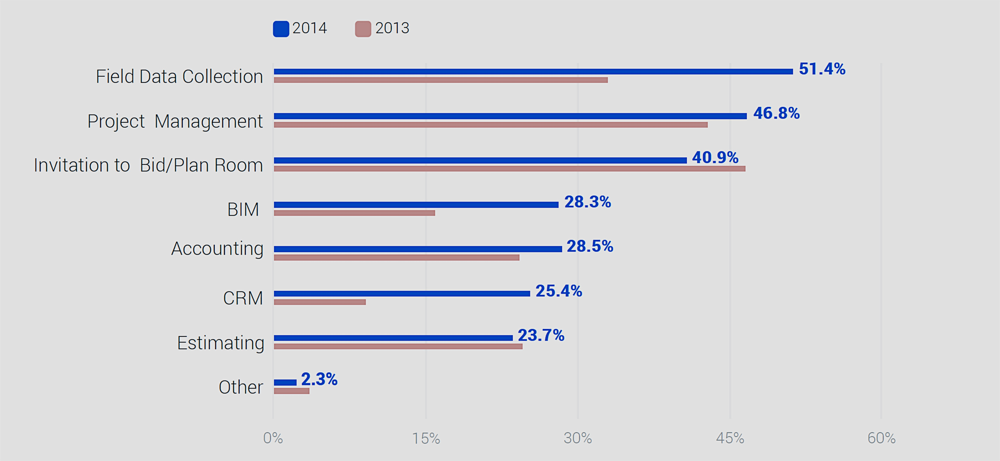 2014 2013
Field Data Collection 51.4%
Project Management 46.8%
Invitation to Bid/Plan Room 40.9%
BIM 28.3%
Accounting 28.5%
CRM 25.4%
Estimating 23.7%
Other 2.3%
0% 15% 30% 45% 60%